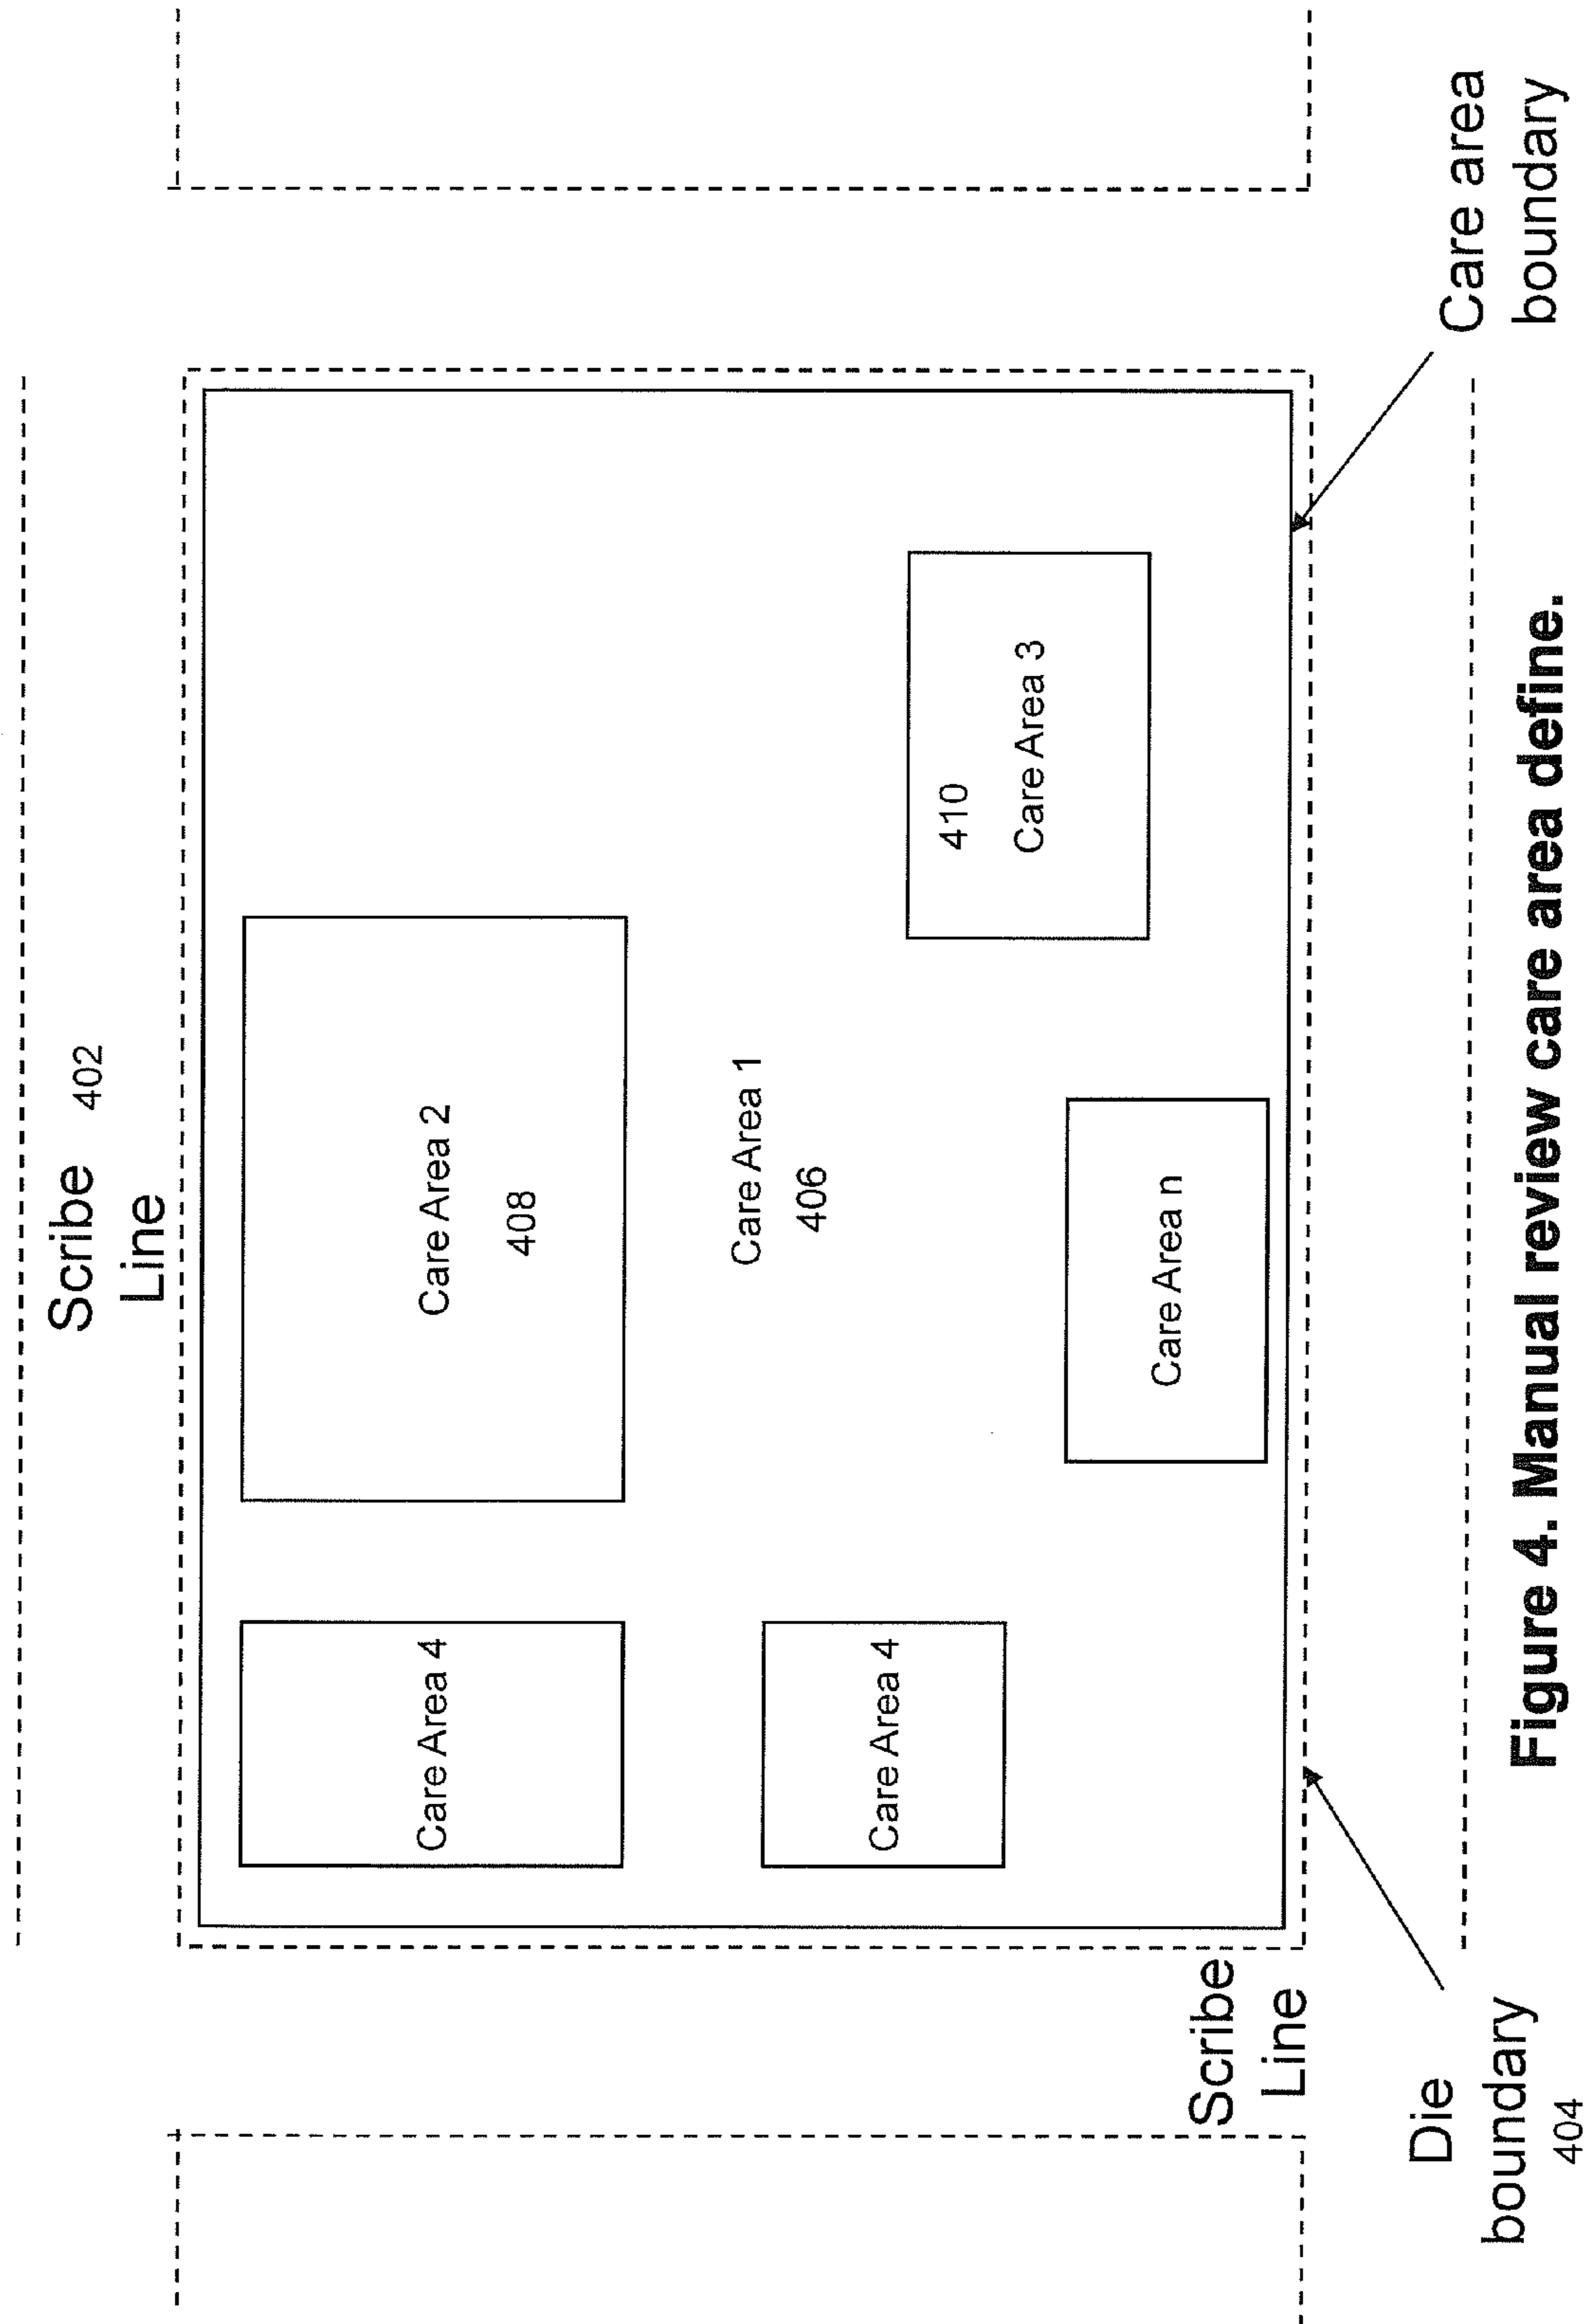 Scribe 402
Line
Care Area 4
Care Area 2
408
Care Area 1
406
Care Area 4
410
Care Area 3
Care Area n
Scribe
Line
Die
boundary
404
Care area
boundary
Figure 4. Manual review care area define.